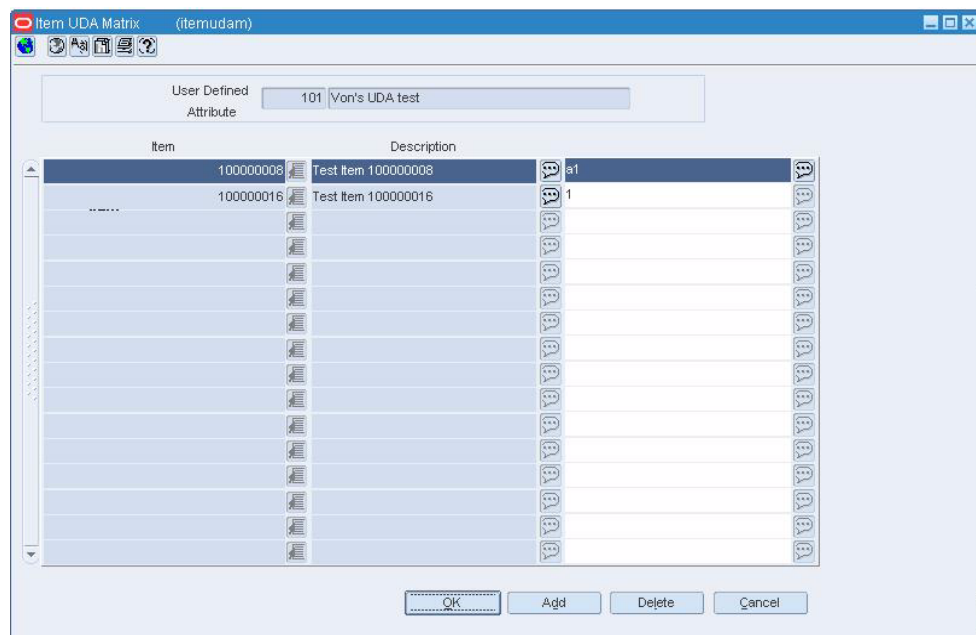 Item UDA Matrix (itemudam)
User Defined Attribute 101 Von's UDA test
Item Description
100000008 Test Item 100000008 a1
100000016 Test Item 100000016 1
OK Add Delete Cancel